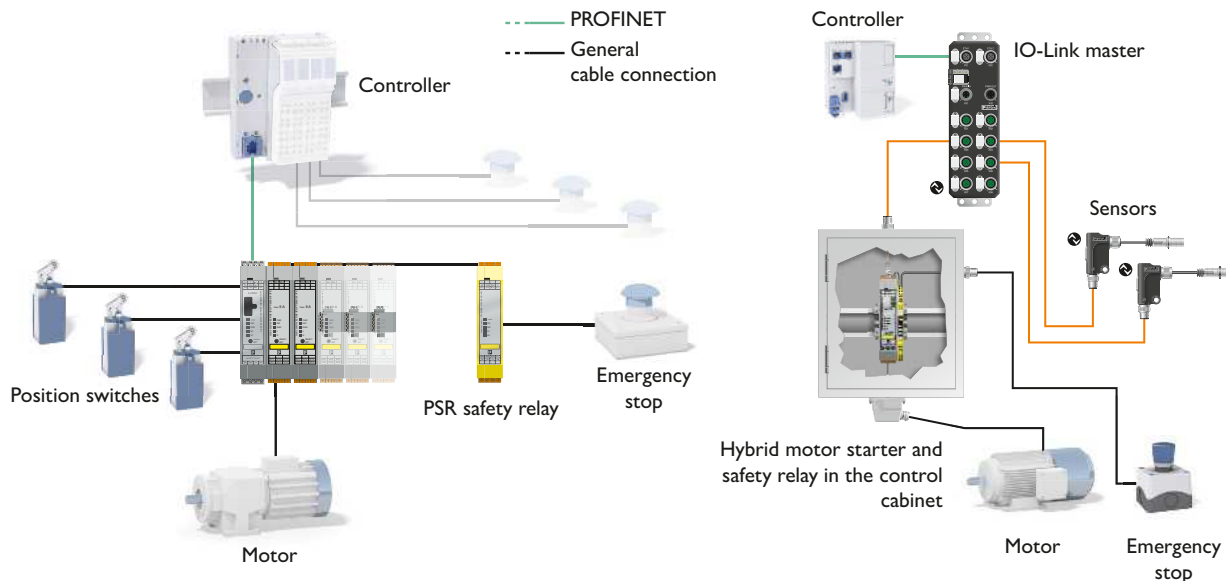 PROFINET
General
cable connection
Controller
Position switches
PSR safety relay
Emergency
stop
Motor
Controller
IO-Link master
Sensors
Hybrid motor starter and
safety relay in the control
cabinet
Motor
Emergency
stop